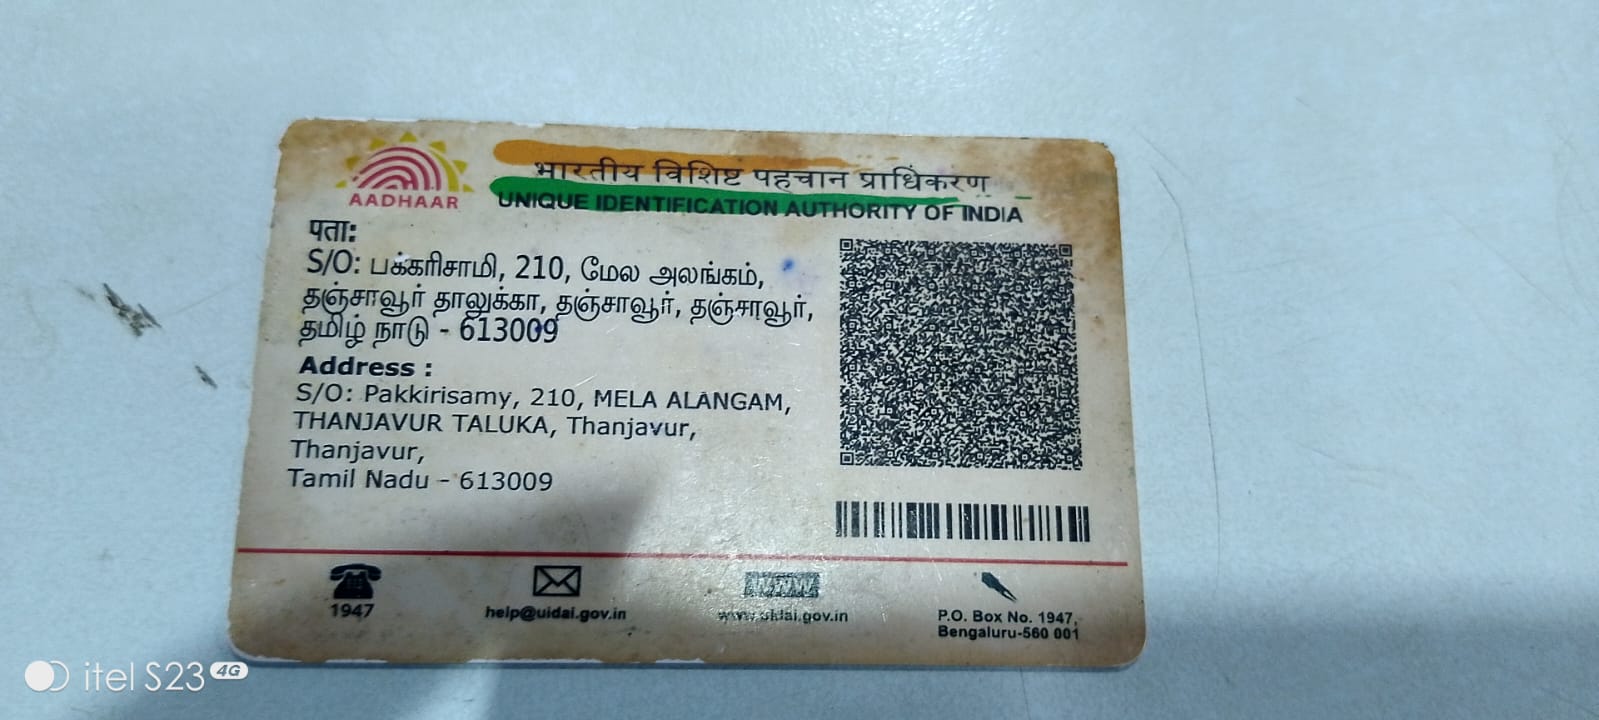 भारतीय विशिष्ट पहचान प्राधिकरण
AADHAAR
UNIQUE IDENTIFICATION AUTHORITY OF INDIA
पता:
S/O: பக்கரிசாமி, 210, மேல அலங்கம்,
தஞ்சாவூர் தாலுக்கா, தஞ்சாவூர், தஞ்சாவூர்,
தமிழ் நாடு - 613009
Address :
S/O: Pakkirisamy, 210, MELA ALANGAM,
THANJAVUR TALUKA, Thanjavur,
Thanjavur,
Tamil Nadu - 613009
1947
help@uidai.gov.in
WWW
www.uidai.gov.in
P.O. Box No. 1947,
Bengaluru-560 001
itel S23 4G